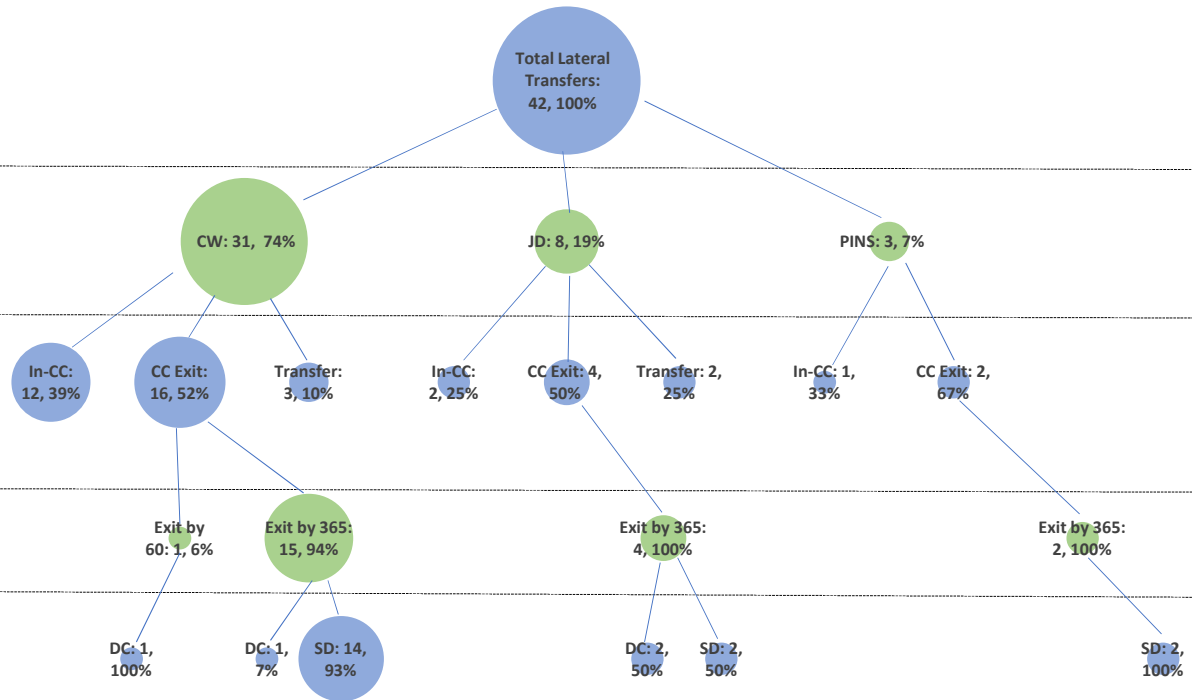 Total Lateral
Transfers:
42, 100%
CW: 31, 74%
JD: 8, 19%
PINS: 3, 7%
In-CC:
12, 39%
CC Exit:
16, 52%
Transfer:
3, 10%
In-CC:
2, 25%
CC Exit: 4,
50%
Transfer: 2,
25%
In-CC: 1,
33%
CC Exit: 2,
67%
Exit by
60: 1, 6%
Exit by 365:
15, 94%
Exit by 365:
4, 100%
Exit by 365:
2, 100%
DC: 1,
100%
DC: 1,
7%
SD: 14,
93%
DC: 2,
50%
SD: 2,
50%
SD: 2,
100%